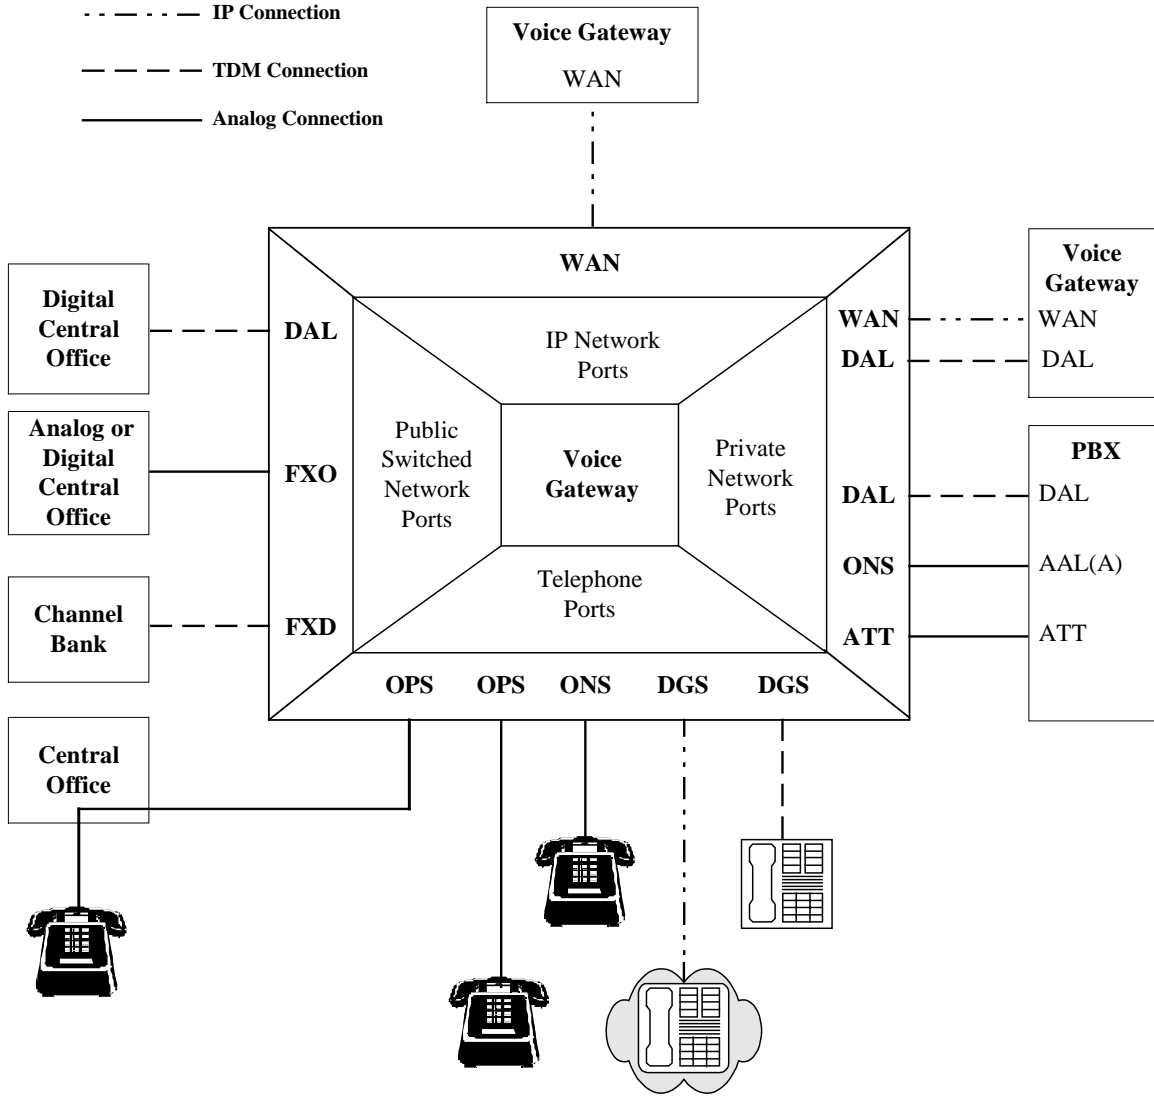 IP Connection
TDM Connection
Analog Connection
Voice Gateway
WAN
WAN
Digital
Central
Office
DAL
Analog or
Digital
Central
Office
FXO
Channel
Bank
FXD
Central
Office
IP Network
Ports
Public
Switched
Network
Ports
Voice
Gateway
Private
Network
Ports
Telephone
Ports
WAN
DAL
DAL
ONS
ATT
Voice
Gateway
WAN
DAL
PBX
DAL
AAL(A)
ATT
OPS OPS ONS DGS DGS